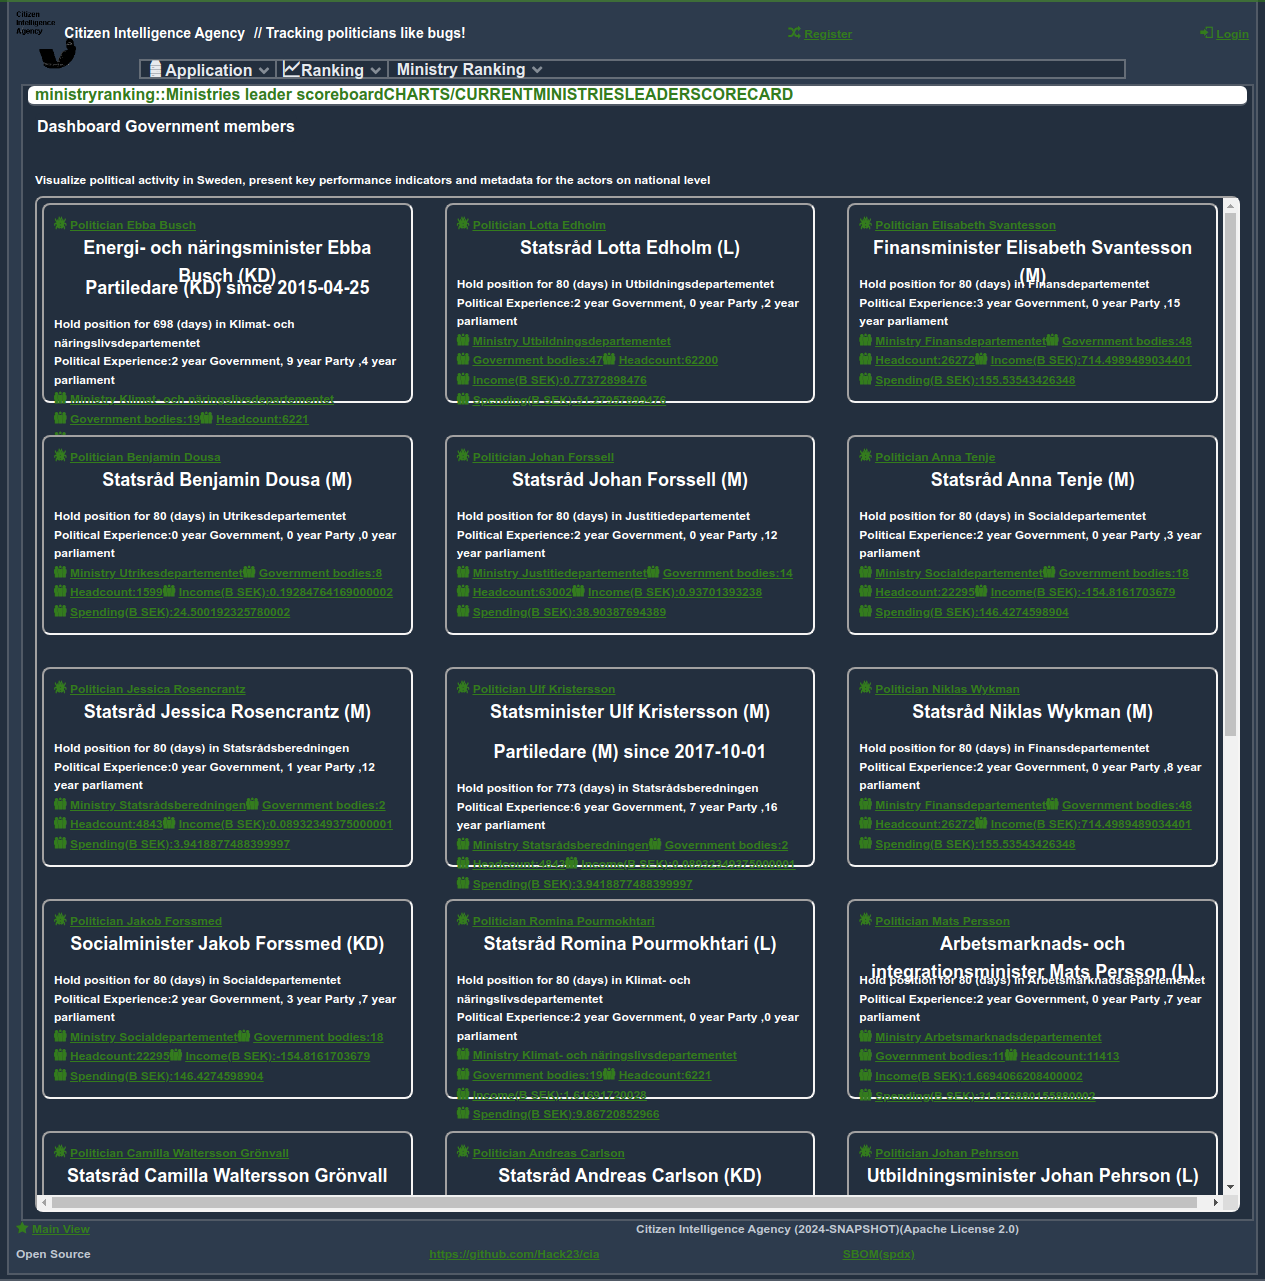 Citizen
Intelligence
Agency
Citizen Intelligence Agency // Tracking politicians like bugs!
Register
Login
Application
Ranking
Ministry Ranking
ministryranking::Ministries leader scoreboardCHARTS/CURRENTMINISTRIESLEADERSCORECARD
Dashboard Government members
Visualize political activity in Sweden, present key performance indicators and metadata for the actors on national level
Politician Ebba Busch
Energi- och näringsminister Ebba
Busch (KD)
Partiledare (KD) since 2015-04-25
Hold position for 698 (days) in Klimat- och
näringslivsdepartementet
Political Experience:2 year Government, 9 year Party ,4 year
parliament
Ministry Klimat- och näringslivsdepartementet
Government bodies:19 Headcount:6221
Politician Lotta Edholm
Statsråd Lotta Edholm (L)
Hold position for 80 (days) in Utbildningsdepartementet
Political Experience:2 year Government, 0 year Party ,2 year
parliament
Ministry Utbildningsdepartementet
Government bodies:47 Headcount:62200
Income(B SEK):0.77372898476
Spending(B SEK):51.27957899476
Politician Elisabeth Svantesson
Finansminister Elisabeth Svantesson
(M)
Hold position for 80 (days) in Finansdepartementet
Political Experience:3 year Government, 0 year Party ,15
year parliament
Ministry Finansdepartementet Government bodies:48
Headcount:26272 Income(B SEK):714.4989489034401
Spending(B SEK):155.53543426348
Politician Benjamin Dousa
Statsråd Benjamin Dousa (M)
Hold position for 80 (days) in Utrikesdepartementet
Political Experience:0 year Government, 0 year Party ,0 year
parliament
Ministry Utrikesdepartementet Government bodies:8
Headcount:1599 Income(B SEK):0.19284764169000002
Spending(B SEK):24.500192325780002
Politician Johan Forssell
Statsråd Johan Forssell (M)
Hold position for 80 (days) in Justitiedepartementet
Political Experience:2 year Government, 0 year Party ,12
year parliament
Ministry Justitiedepartementet Government bodies:14
Headcount:63002 Income(B SEK):0.93701393238
Spending(B SEK):38.90387694389
Politician Anna Tenje
Statsråd Anna Tenje (M)
Hold position for 80 (days) in Socialdepartementet
Political Experience:2 year Government, 0 year Party ,3 year
parliament
Ministry Socialdepartementet Government bodies:18
Headcount:22295 Income(B SEK):-154.8161703679
Spending(B SEK):146.4274598904
Politician Jessica Rosencrantz
Statsråd Jessica Rosencrantz (M)
Hold position for 80 (days) in Statsrådsberedningen
Political Experience:0 year Government, 1 year Party ,12
year parliament
Ministry Statsrådsberedningen Government bodies:2
Headcount:4843 Income(B SEK):0.08932349375000001
Spending(B SEK):3.9418877488399997
Politician Ulf Kristersson
Statsminister Ulf Kristersson (M)
Partiledare (M) since 2017-10-01
Hold position for 773 (days) in Statsrådsberedningen
Political Experience:6 year Government, 7 year Party ,16
year parliament
Ministry Statsrådsberedningen Government bodies:2
Headcount:4843 Income(B SEK):0.08932349375000001
Spending(B SEK):3.9418877488399997
Politician Niklas Wykman
Statsråd Niklas Wykman (M)
Hold position for 80 (days) in Finansdepartementet
Political Experience:2 year Government, 0 year Party ,8 year
parliament
Ministry Finansdepartementet Government bodies:48
Headcount:26272 Income(B SEK):714.4989489034401
Spending(B SEK):155.53543426348
Politician Jakob Forssmed
Socialminister Jakob Forssmed (KD)
Hold position for 80 (days) in Socialdepartementet
Political Experience:2 year Government, 3 year Party ,7 year
parliament
Ministry Socialdepartementet Government bodies:18
Headcount:22295 Income(B SEK):-154.8161703679
Spending(B SEK):146.4274598904
Politician Romina Pourmokhtari
Statsråd Romina Pourmokhtari (L)
Hold position for 80 (days) in Klimat- och
näringslivsdepartementet
Political Experience:2 year Government, 0 year Party ,0 year
parliament
Ministry Klimat- och näringslivsdepartementet
Government bodies:19 Headcount:6221
Income(B SEK):1.61691720028
Spending(B SEK):9.86720852966
Politician Mats Persson
Arbetsmarknads- och
integrationsminister Mats Persson (L)
Hold position for 80 (days) in Arbetsmarknadsdepartementet
Political Experience:2 year Government, 0 year Party ,7 year
parliament
Ministry Arbetsmarknadsdepartementet
Government bodies:11 Headcount:11413
Income(B SEK):1.6694066208400002
Spending(B SEK):31.876880155880002
Politician Camilla Waltersson Grönvall
Statsråd Camilla Waltersson Grönvall
Politician Andreas Carlson
Statsråd Andreas Carlson (KD)
Politician Johan Pehrson
Utbildningsminister Johan Pehrson (L)
Main View
Citizen Intelligence Agency (2024-SNAPSHOT)(Apache License 2.0)
Open Source
https://github.com/Hack23/cia
SBOM(spdx)